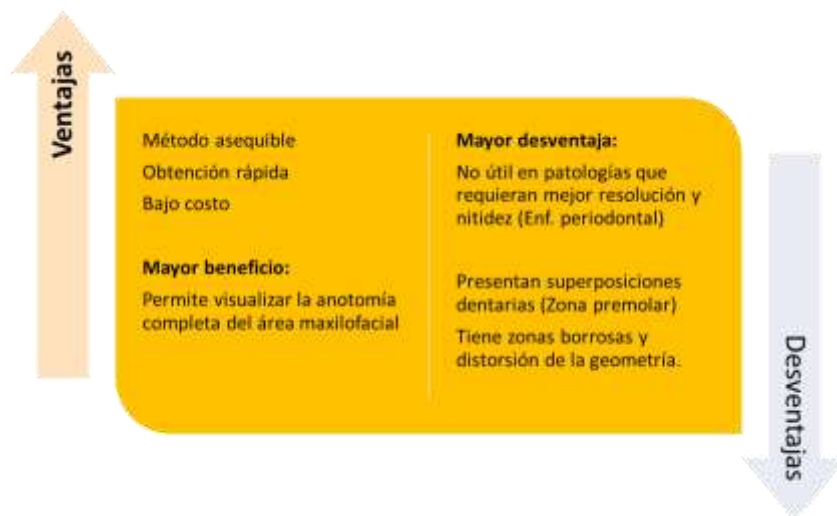 Ventajas
Método asequible
Obtención rápida
Bajo costo
Mayor beneficio:
Permite visualizar la anotomía
completa del área maxilofacial
Mayor desventaja:
No útil en patologías que
requieran mejor resolución y
nitidez (Enf. periodontal)
Presentan superposiciones
dentarias (Zona premolar)
Tiene zonas borrosas y
distorsión de la geometría.
Desventajas